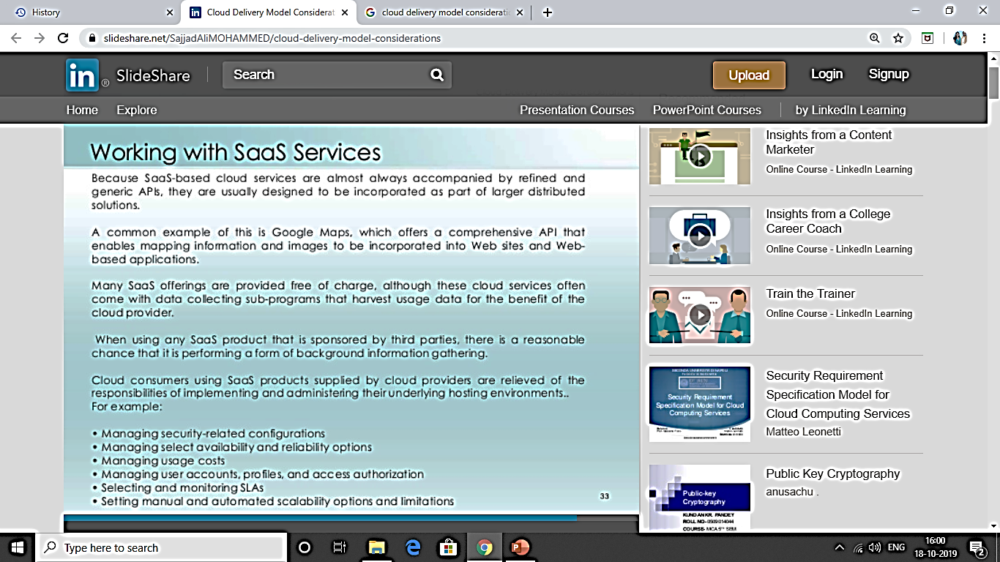 History
Cloud Delivery Model Considerat
cloud delivery model consideratic
slideshare.net/SajjadAliMOHAMMED/cloud-delivery-model-considerations
in ® SlideShare
Search
Upload
Login
Signup
Home
Explore
Presentation Courses
PowerPoint Courses
by LinkedIn Learning
Working with SaaS Services
Because SaaS-based cloud services are almost always accompanied by refined and
generic APIs, they are usually designed to be incorporated as part of larger distributed
solutions.
A common example of this is Google Maps, which offers a comprehensive API that
enables mapping information and images to be incorporated into Web sites and Web-
based applications.
Many SaaS offerings are provided free of charge, although these cloud services often
come with data collecting sub-programs that harvest usage data for the benefit of the
cloud provider.
When using any SaaS product that is sponsored by third parties, there is a reasonable
chance that it is performing a form of background information gathering.
Cloud consumers using SaaS products supplied by cloud providers are relieved of the
responsibilities of implementing and administering their underlying hosting environments..
For example:
• Managing security-related configurations
• Managing select availability and reliability options
• Managing usage costs
• Managing user accounts, profiles, and access authorization
• Selecting and monitoring SLAs
• Setting manual and automated scalability options and limitations
33
Insights from a Content
Marketer
Online Course - LinkedIn Learning
Insights from a College
Career Coach
Online Course - LinkedIn Learning
Train the Trainer
Online Course - LinkedIn Learning
Security Requirement
Specification Model for Cloud
Computing Services
Security Requirement
Specification Model for
Cloud Computing Services
Matteo Leonetti
Public-key
Cryptography
KUNDAN KR. PANDEY
ROLL NO- 0509014044
COURSE- MCA 5TH SEM
Public Key Cryptography
anusachu .
Type here to search
ENG
16:00
18-10-2019
2